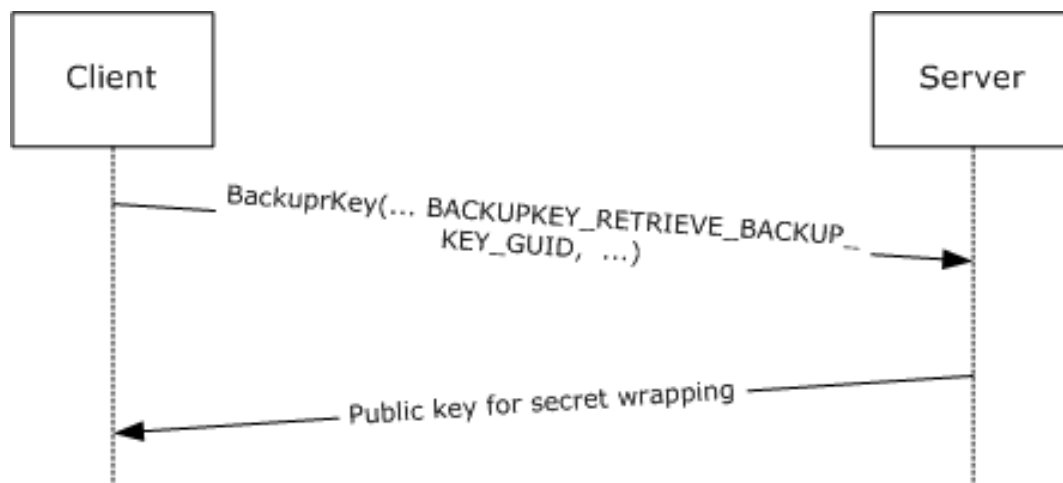 Client
Server
BackuprKey(... BACKUPKEY_RETRIEVE_BACKUP_
KEY_GUID, ...)
Public key for secret wrapping